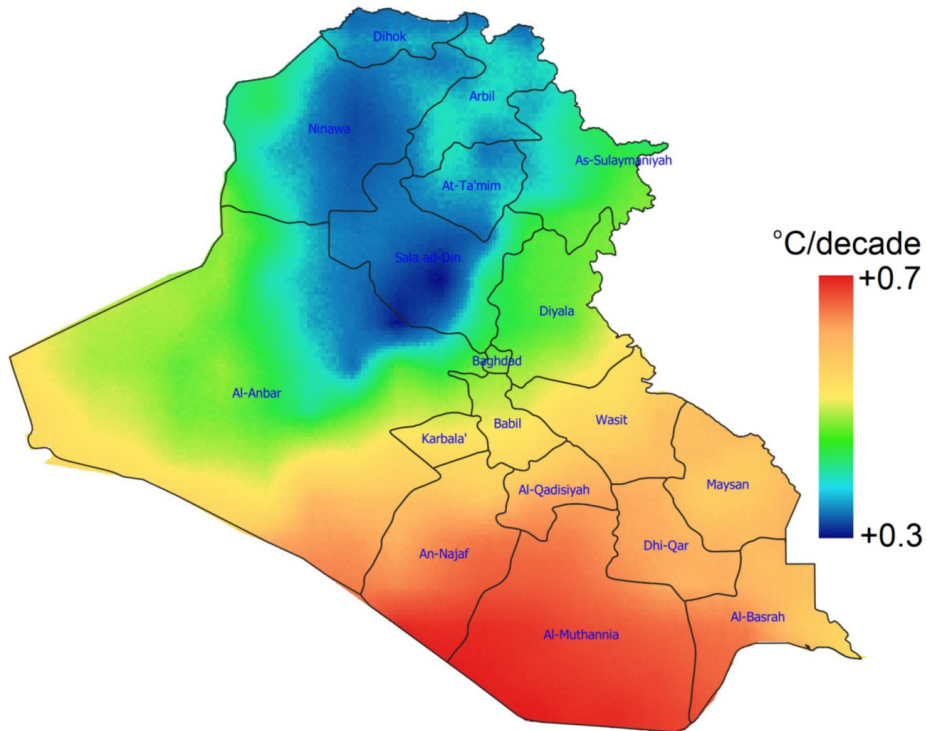 Dihok
Arbil
Ninawa
As-Sulaymaniyah
At-Ta'mim
°C/decade
Sala ad-Din
+0.7
Diyala
Baghdad
Al-Anbar
Babil
Wasit
Karbala'
Maysan
Al-Qadisiyah
+0.3
Dhi-Qar
An-Najaf
Al-Basrah
Al-Muthannia